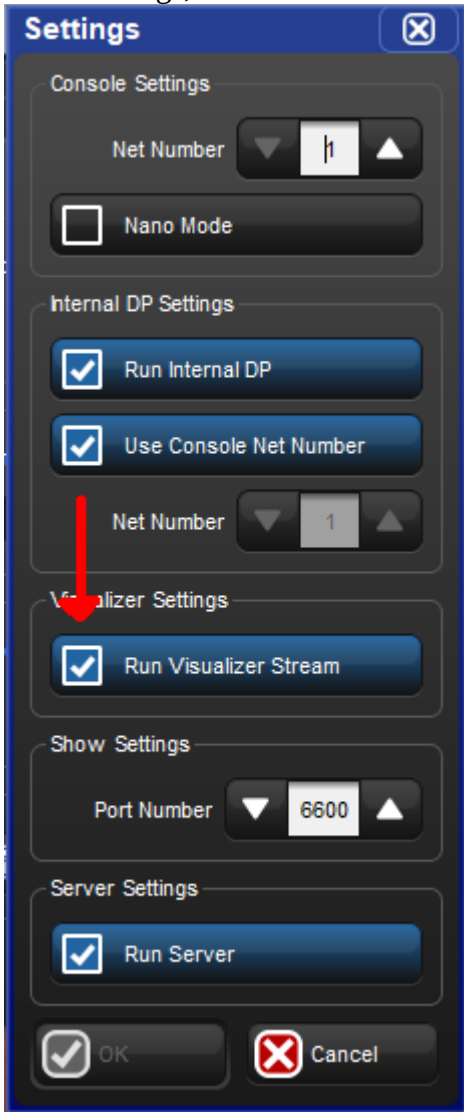 Settings
Console Settings
Net Number 1
Nano Mode
Internal DP Settings
Run Internal DP
Use Console Net Number
Net Number 1
Visualizer Settings
Run Visualizer Stream
Show Settings
Port Number 6600
Server Settings
Run Server
OK Cancel